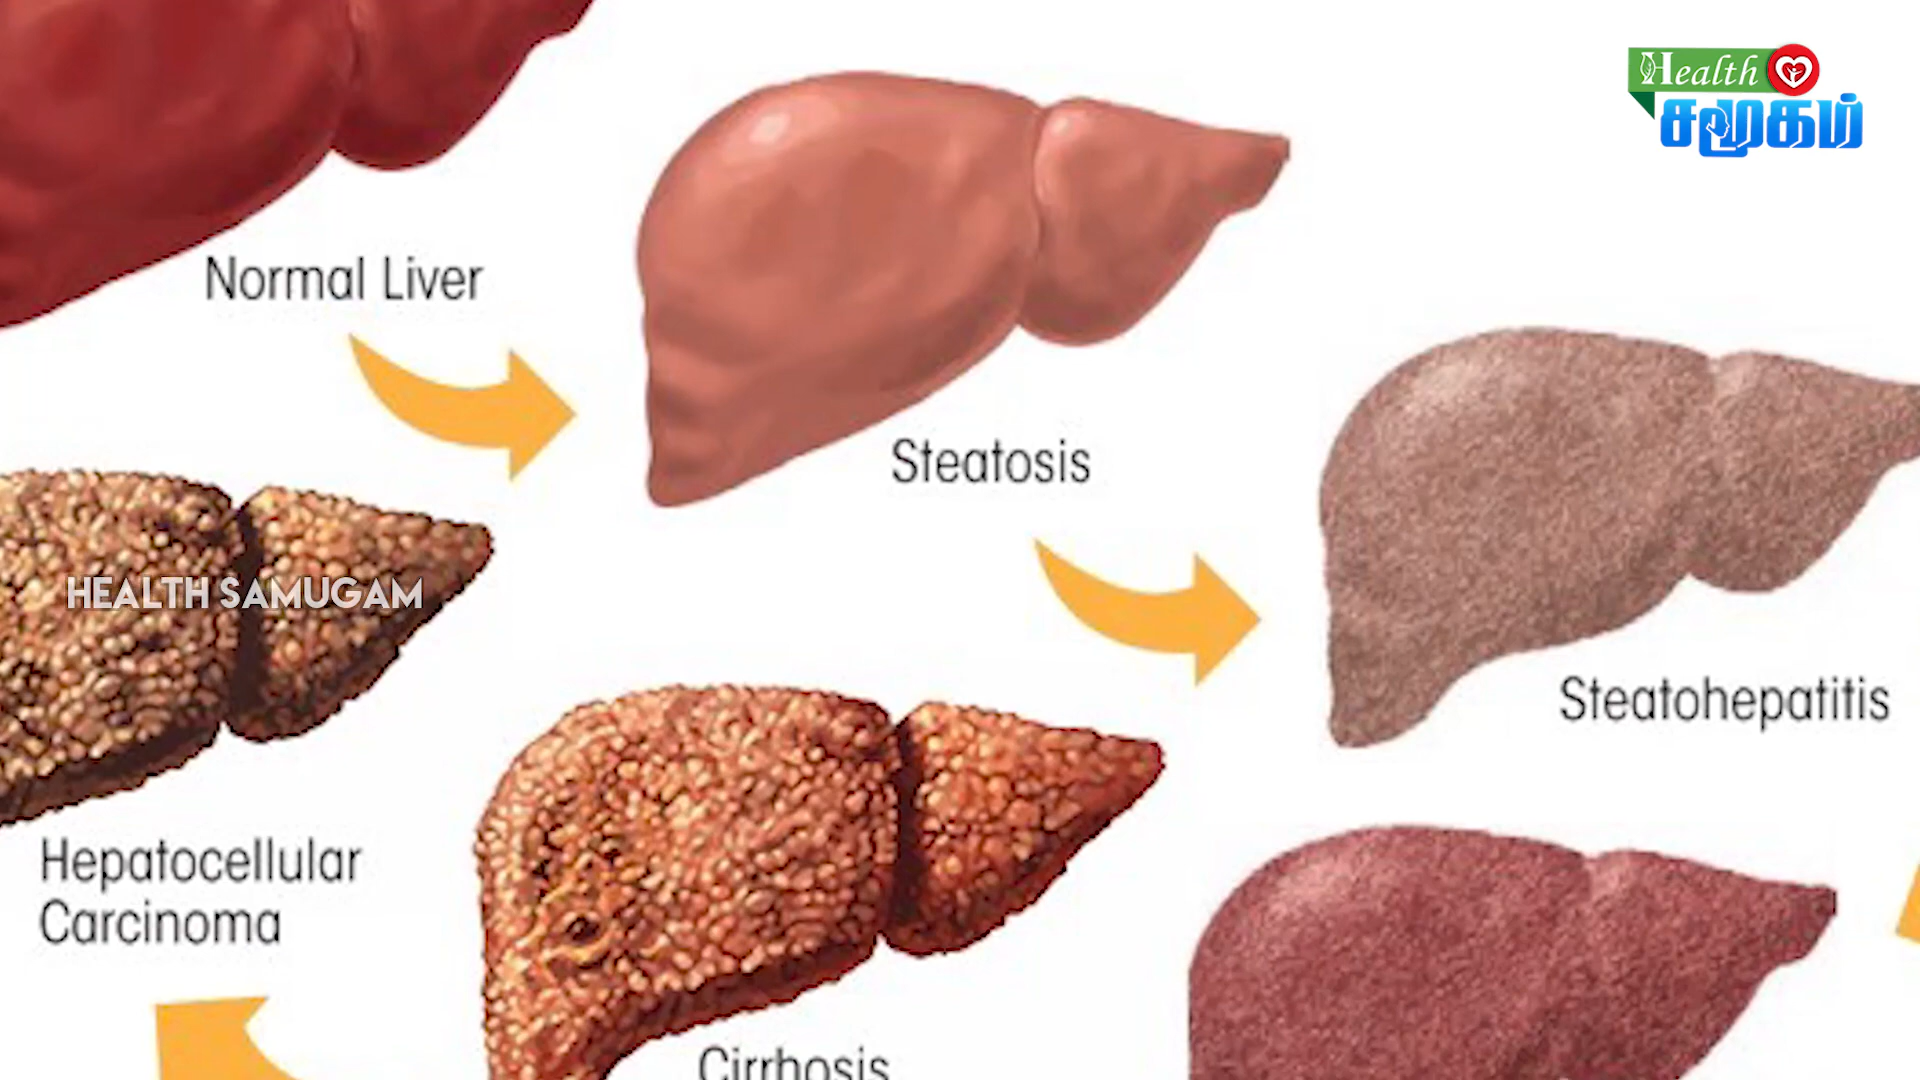 Health
சமூகம்
Normal Liver
Steatosis
HEALTH SAMUGAM
Steatohepatitis
Hepatocellular
Carcinoma
Cirrhosis